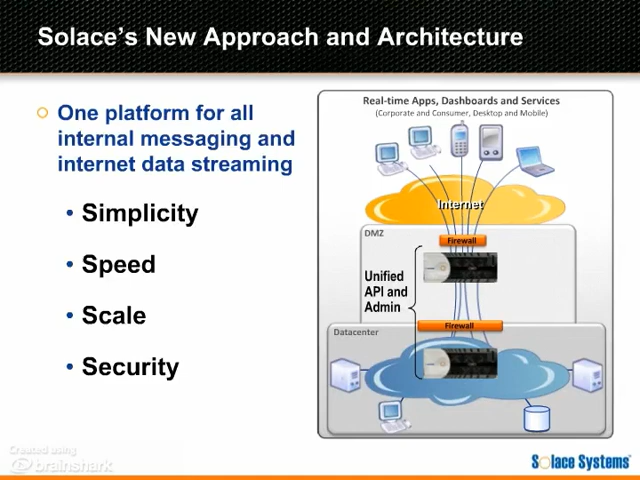 Solace's New Approach and Architecture
One platform for all
internal messaging and
internet data streaming
• Simplicity
• Speed
• Scale
• Security
Real-time Apps, Dashboards and Services
(Corporate and Consumer, Desktop and Mobile)
Internet
DMZ
Firewall
Unified
API and
Admin
Firewall
Datacenter
Created using
brainshark
Solace Systems